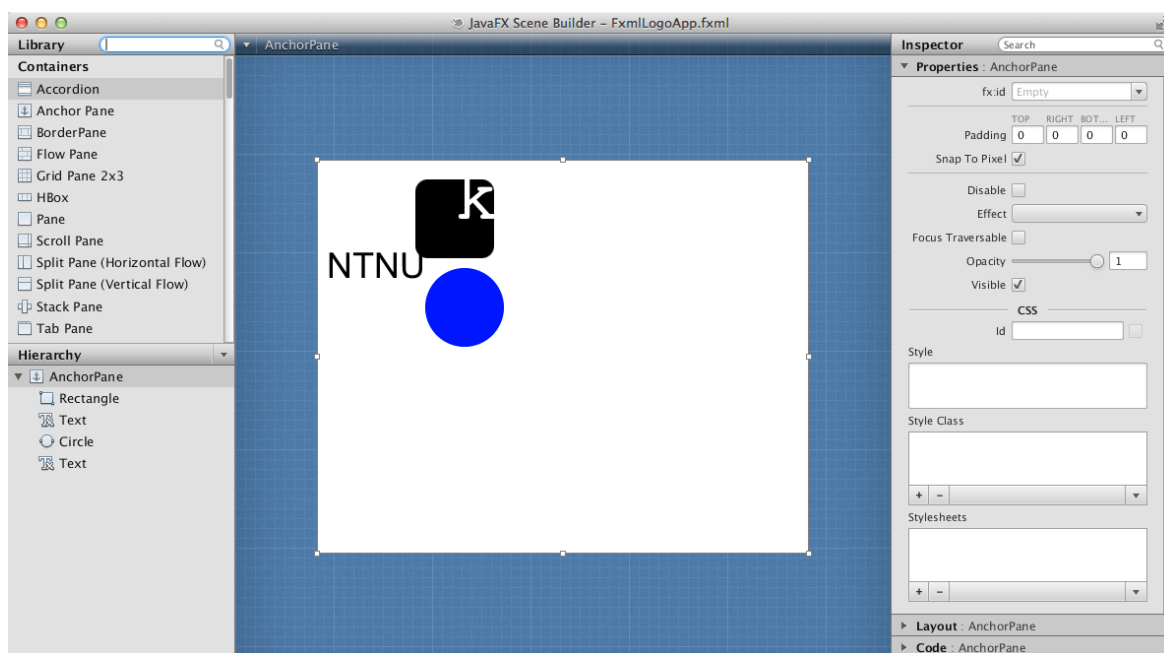 JavaFX Scene Builder – FxmlLogoApp.fxml
Library
Containers
Accordion
Anchor Pane
BorderPane
Flow Pane
Grid Pane 2x3
HBox
Pane
Scroll Pane
Split Pane (Horizontal Flow)
Split Pane (Vertical Flow)
Stack Pane
Tab Pane
Hierarchy
AnchorPane
Rectangle
Text
Circle
Text
AnchorPane
k
NTNU
Inspector Search
Properties : AnchorPane
fx:id Empty
TOP RIGHT BOT... LEFT
Padding 0 0 0 0
Snap To Pixel
Disable
Effect
Focus Traversable
Opacity 1
Visible
CSS
Id
Style
Style Class
+ –
Stylesheets
+ –
Layout : AnchorPane
Code : AnchorPane